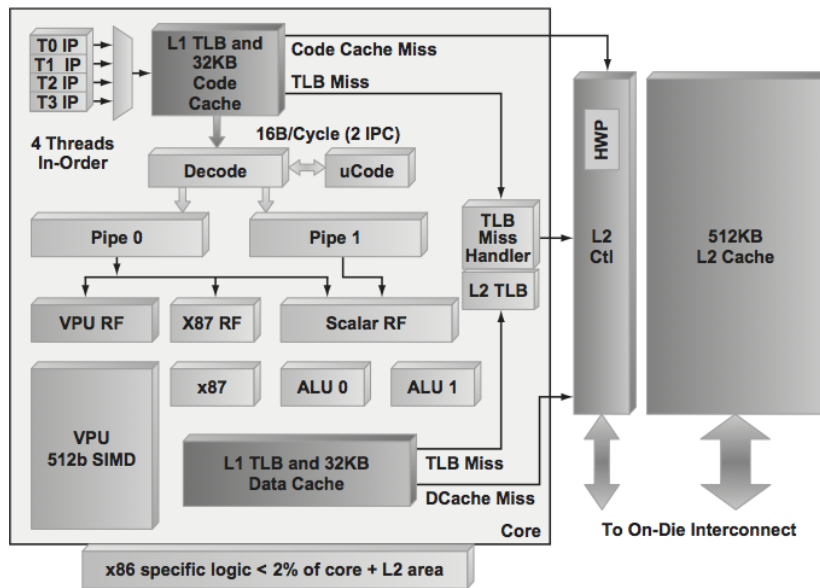 T0 IP
T1 IP
T2 IP
T3 IP
4 Threads
In-Order
L1 TLB and
32KB
Code
Cache
Code Cache Miss
TLB Miss
16B/Cycle (2 IPC)
Decode
uCode
Pipe 0
Pipe 1
TLB
Miss
Handler
L2 TLB
HWP
L2
Ctl
512KB
L2 Cache
VPU RF
X87 RF
Scalar RF
x87
ALU 0
ALU 1
VPU
512b SIMD
L1 TLB and 32KB
Data Cache
TLB Miss
DCache Miss
Core
To On-Die Interconnect
x86 specific logic < 2% of core + L2 area